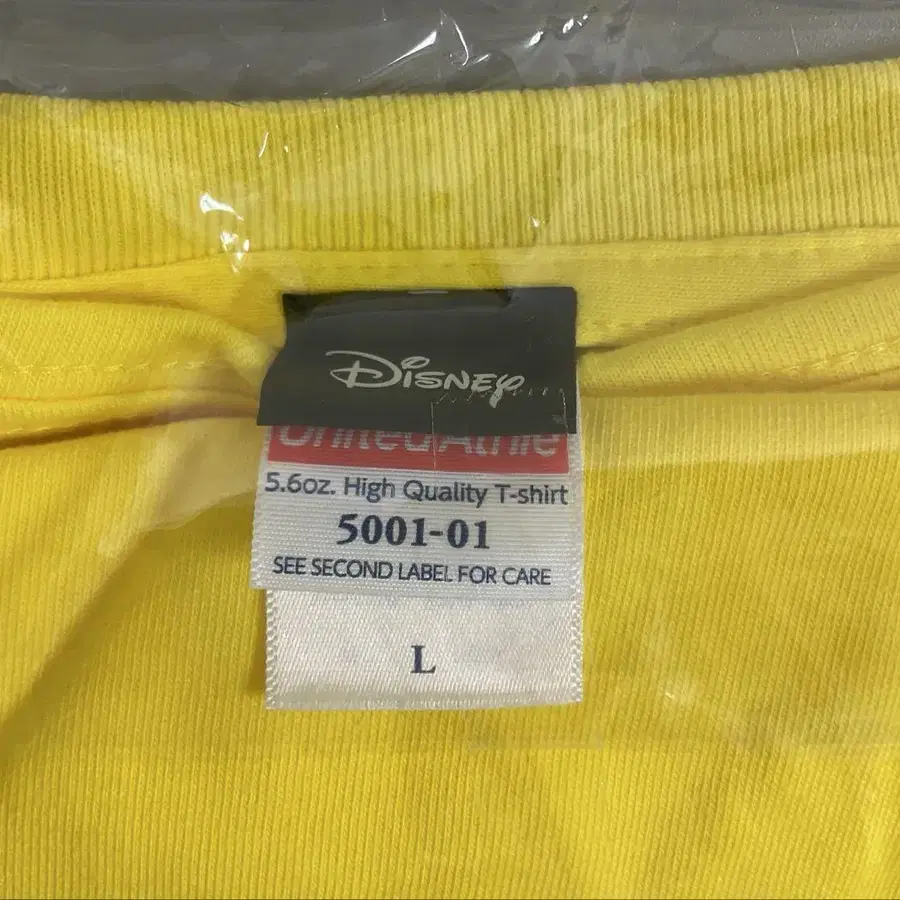 Disney
United Athle
5.6oz. High Quality T-shirt
5001-01
SEE SECOND LABEL FOR CARE
L